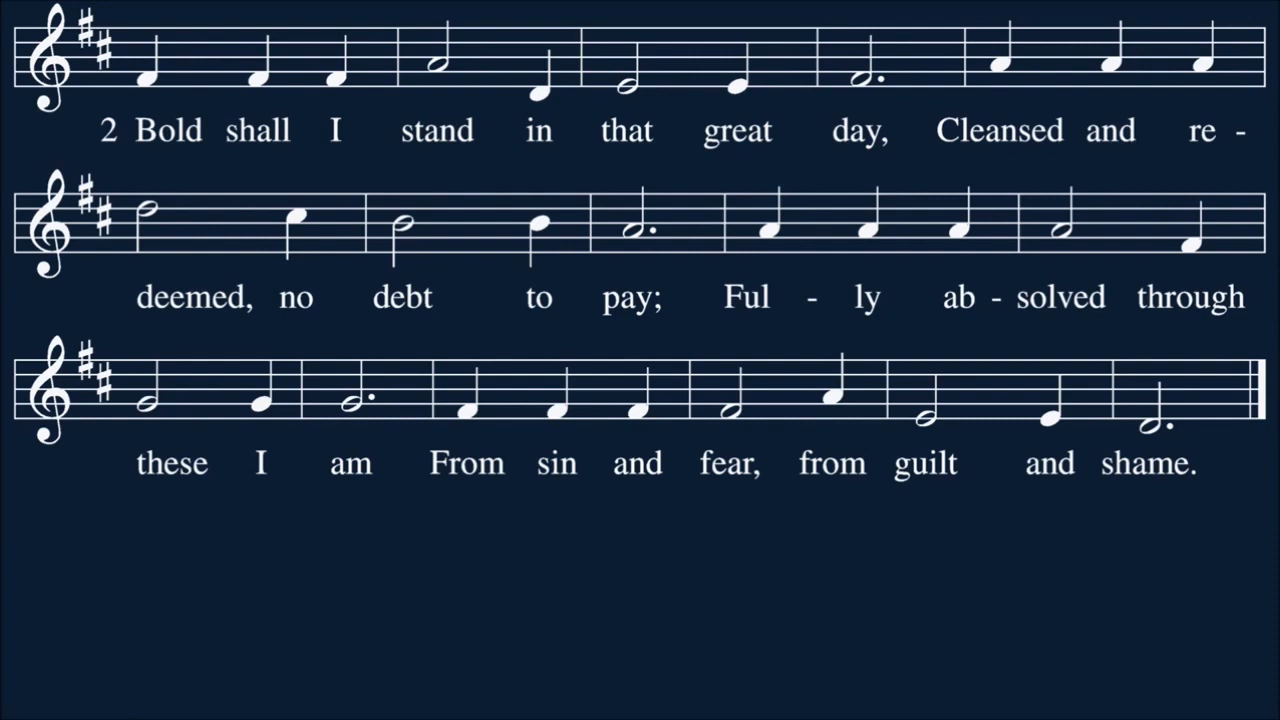 2 Bold shall I stand in that great day, Cleansed and re -
deemed, no debt to pay; Ful - ly ab - solved through
these I am From sin and fear, from guilt and shame.